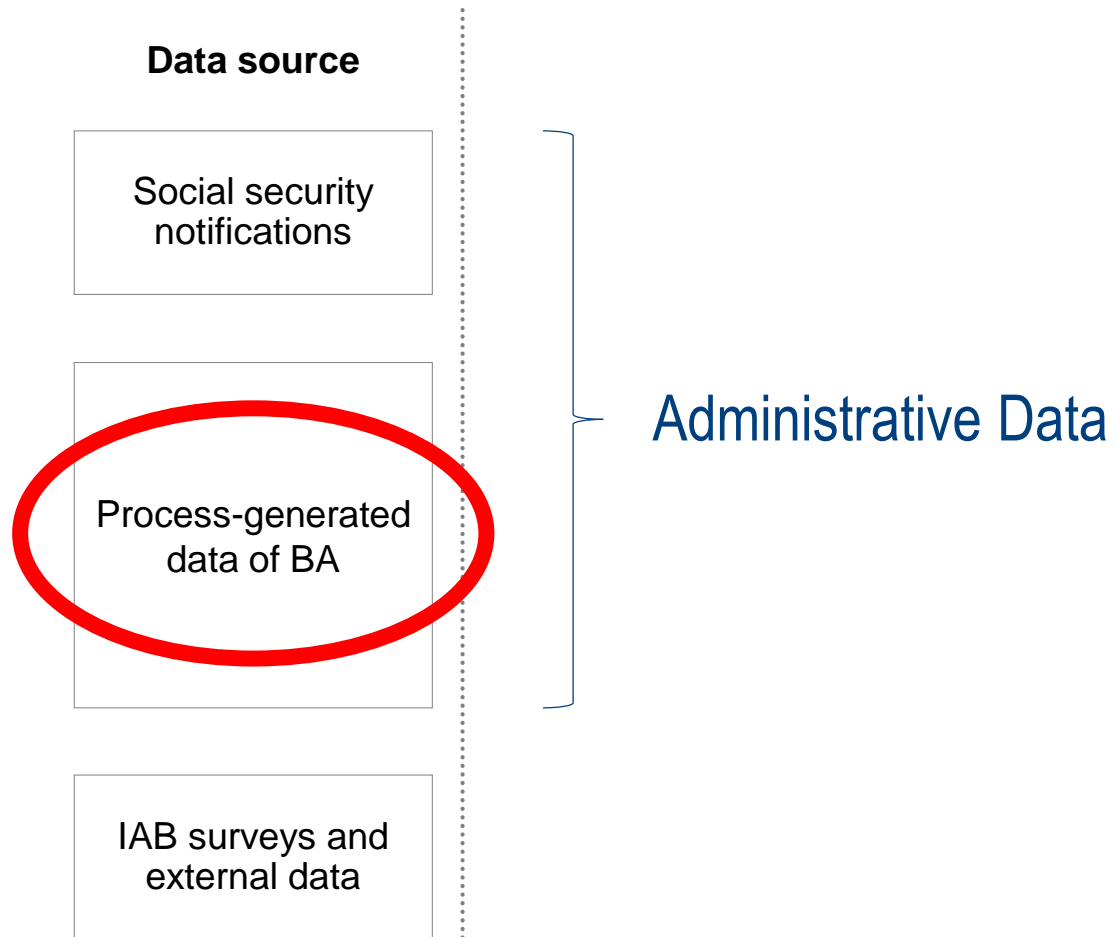 Data source
Social security
notifications
Administrative Data
Process-generated
data of BA
IAB surveys and
external data